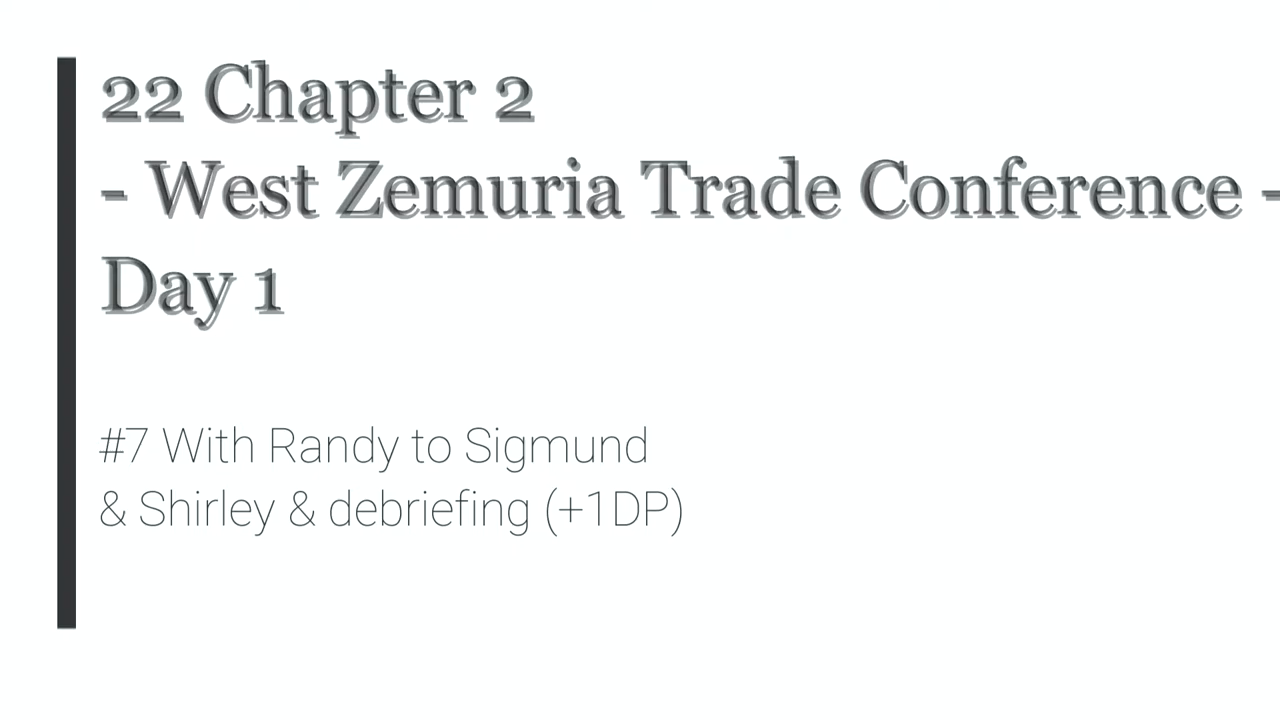 22 Chapter 2
- West Zemuria Trade Conference -
Day 1
#7 With Randy to Sigmund
& Shirley & debriefing (+1DP)